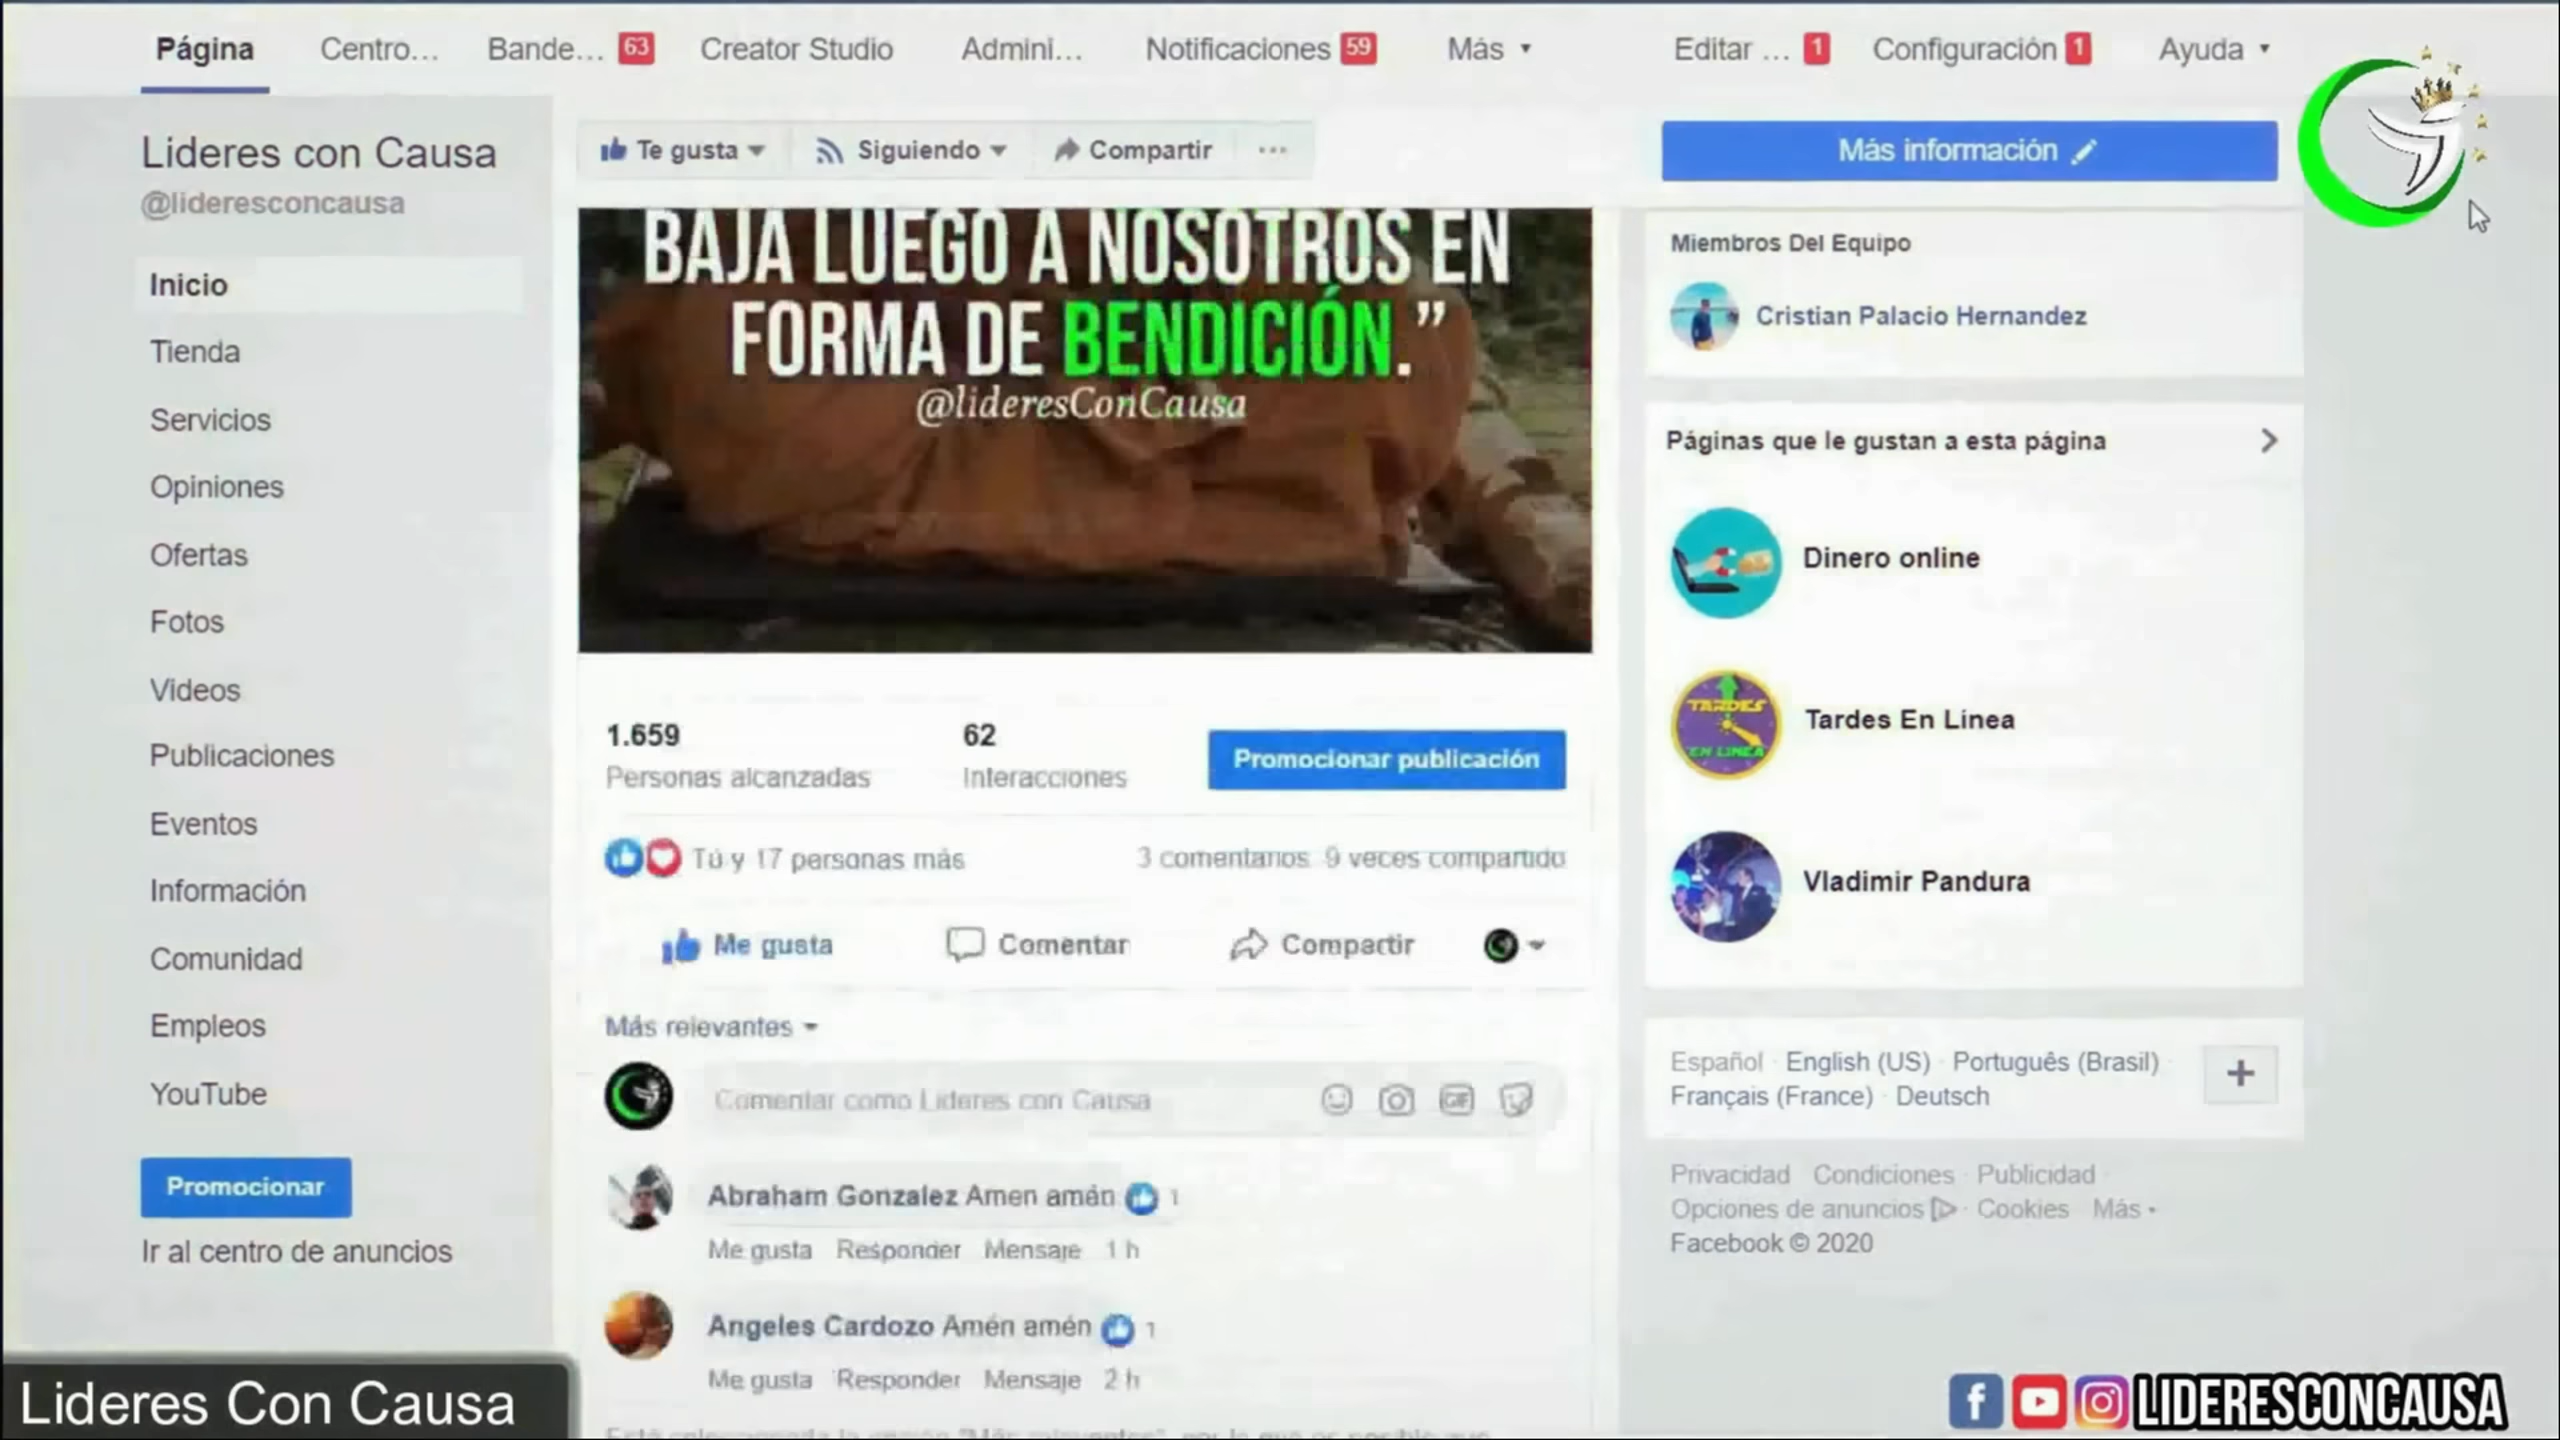 Página Centro... Bande... 63 Creator Studio Admini... Notificaciones 59 Más Editar ... 1 Configuración 1 Ayuda
Lideres con Causa
@lideresconcausa
Inicio
Tienda
Servicios
Opiniones
Ofertas
Fotos
Videos
Publicaciones
Eventos
Información
Comunidad
Empleos
YouTube
Promocionar
Ir al centro de anuncios
Te gusta Siguiendo Compartir ...
BAJA LUEGO A NOSOTROS EN
FORMA DE BENDICIÓN.”
@lideresConCausa
1.659 62
Personas alcanzadas Interacciones
Promocionar publicación
Tú y 17 personas más 3 comentarios 9 veces compartido
Me gusta Comentar Compartir
Más relevantes
Comentar como Lideres con Causa
GIF
Abraham Gonzalez Amen amán 1
Me gusta Responder Mensaje 1 h
Angeles Cardozo Amén amén 1
Me gusta Responder Mensaje 2 h
Más información
Miembros Del Equipo
Cristian Palacio Hernandez
Páginas que le gustan a esta página
Dinero online
TARDES
EN LINEA
Tardes En Linea
Vladimir Pandura
Español · English (US) · Português (Brasil) ·
Français (France) · Deutsch
Privacidad · Condiciones · Publicidad ·
Opciones de anuncios · Cookies · Más
Facebook © 2020
Lideres Con Causa
LIDERESCONCAUSA